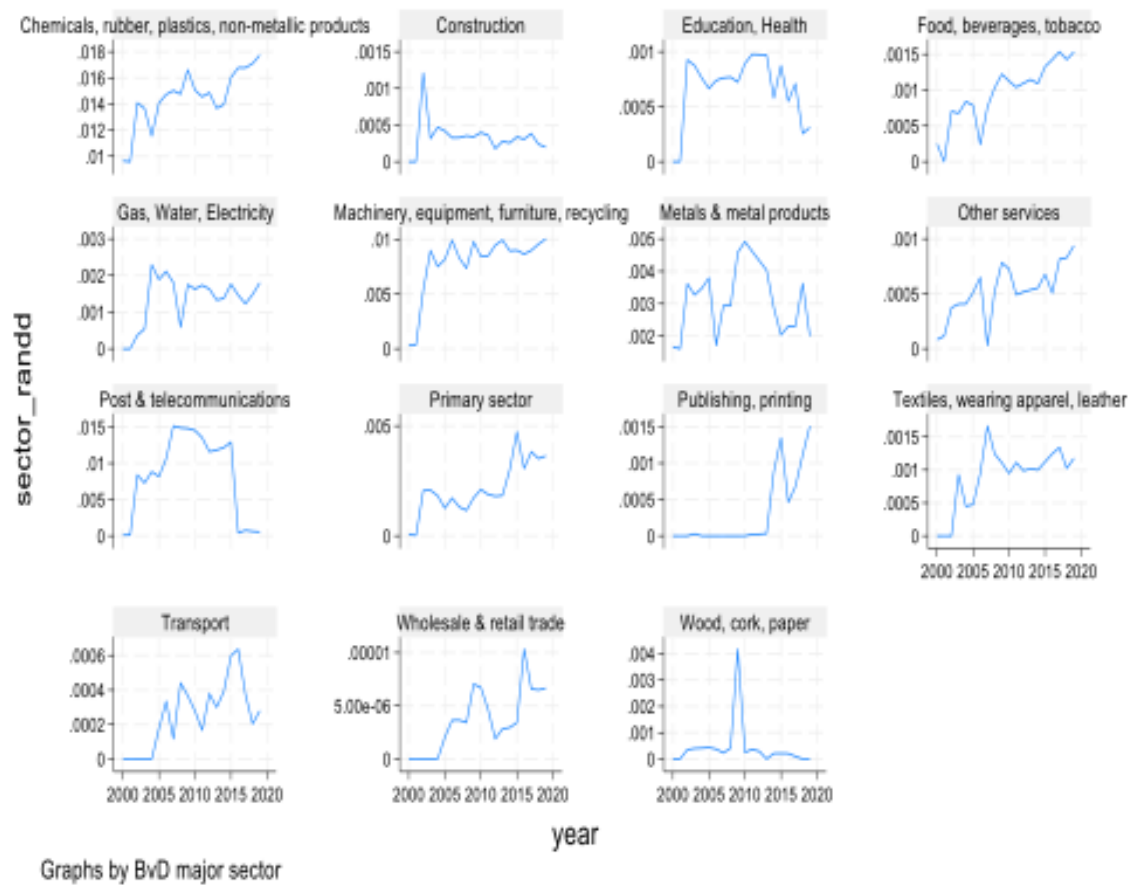 Chemicals, rubber, plastics, non-metallic products
Construction
Education, Health
Food, beverages, tobacco
.018
.016
.014
.012
.01
.0015
.001
.0005
0
.001
.0005
0
.0015
.001
.0005
0
Gas, Water, Electricity
Machinery, equipment, furniture, recycling
Metals & metal products
Other services
.003
.002
.001
0
.01
.005
0
.005
.004
.003
.002
.001
.0005
0
sector_randd
Post & telecommunications
Primary sector
Publishing, printing
Textiles, wearing apparel, leather
.015
.01
.005
0
.005
0
.0015
.001
.0005
0
.0015
.001
.0005
0
2000 2005 2010 2015 2020
Transport
Wholesale & retail trade
Wood, cork, paper
.0006
.0004
.0002
0
.00001
5.00e-06
0
.004
.003
.002
.001
0
2000 2005 2010 2015 2020
2000 2005 2010 2015 2020
2000 2005 2010 2015 2020
year
Graphs by BvD major sector